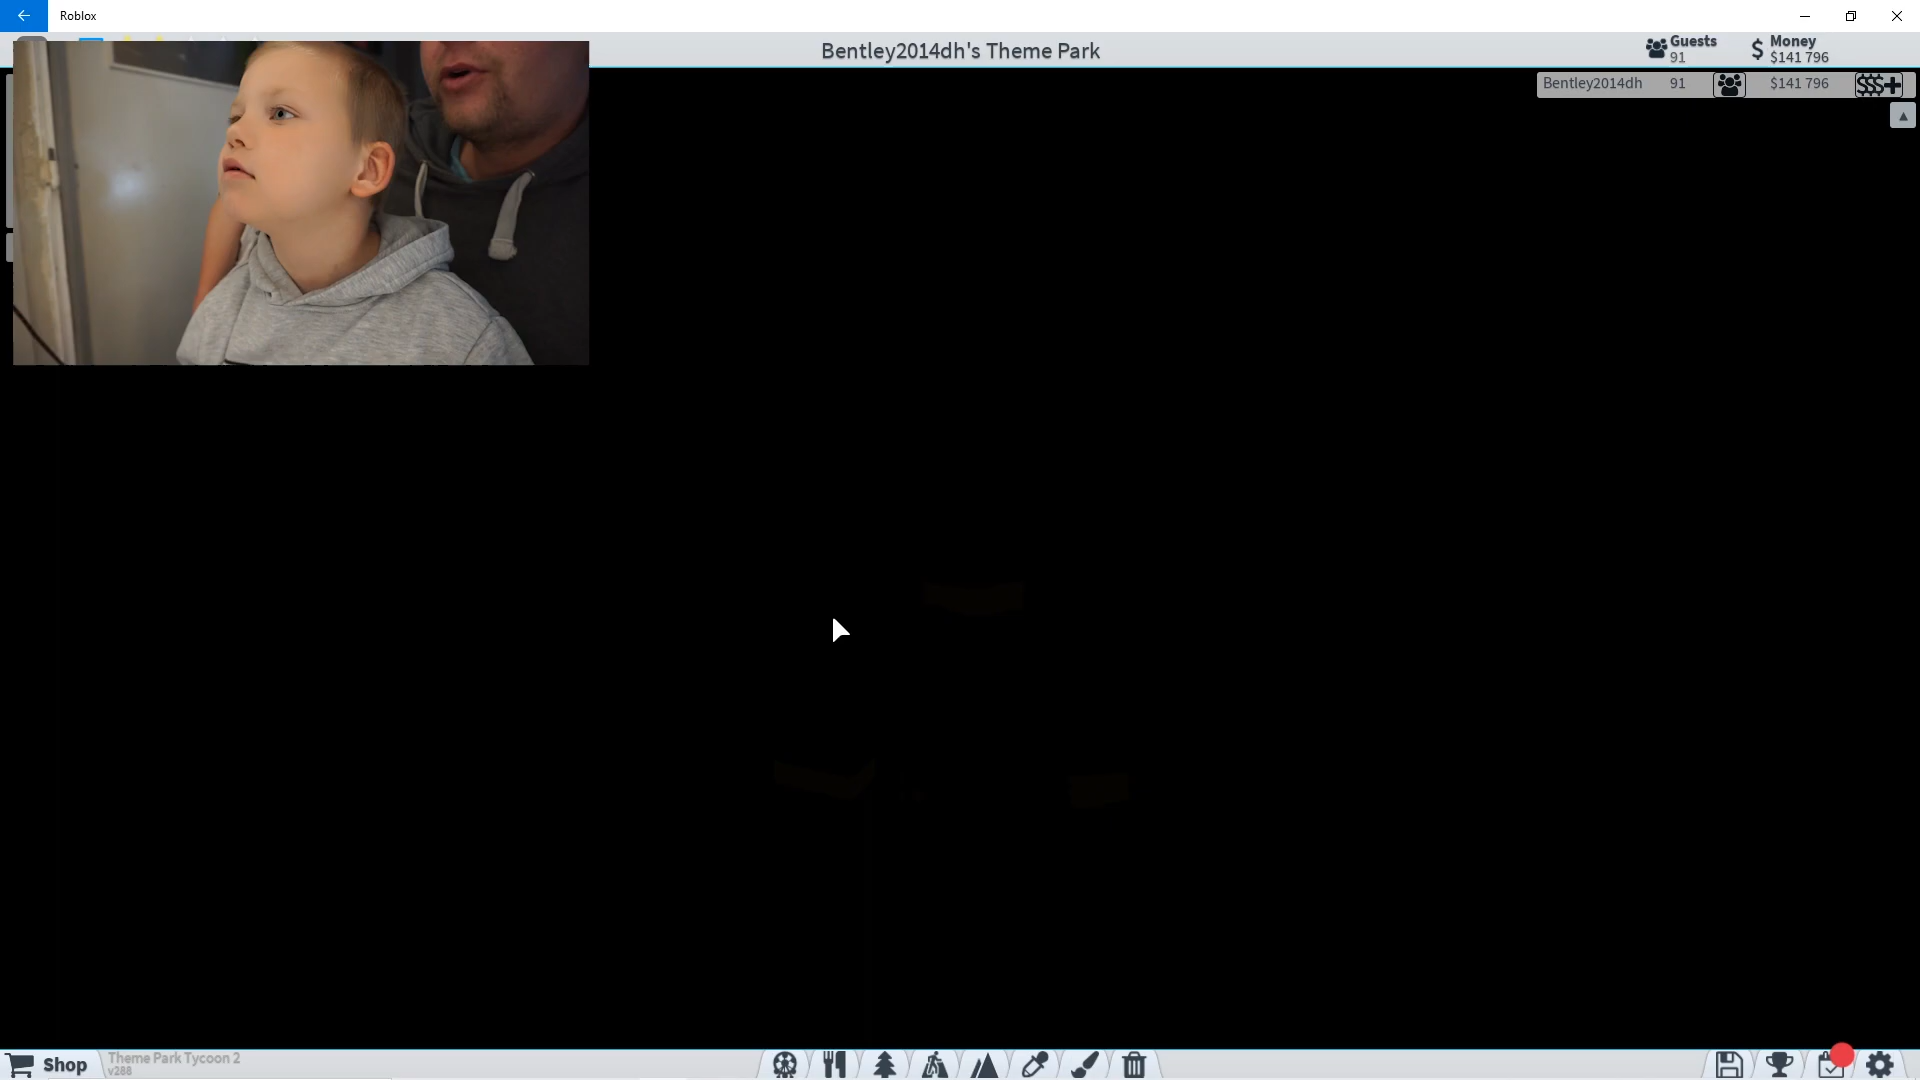 Roblox
Bentley2014dh's Theme Park
Guests
91
Money
$141 796
Bentley2014dh 91 $141 796 $$$+
Shop
Theme Park Tycoon 2
v288